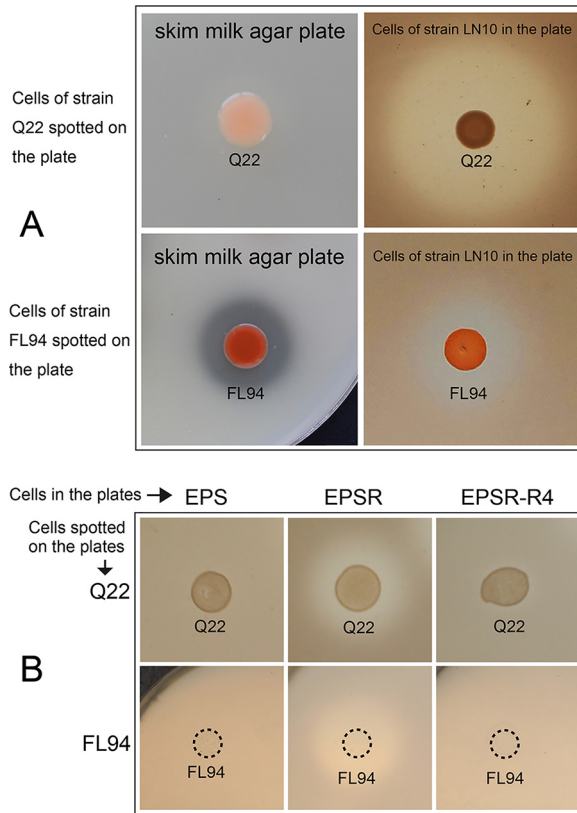 skim milk agar plate
Cells of strain LN10 in the plate
Cells of strain
Q22 spotted on
the plate
Q22
Q22
A
skim milk agar plate
Cells of strain LN10 in the plate
Cells of strain
FL94 spotted on
the plate
FL94
FL94
Cells in the plates → EPS EPSR EPSR-R4
Cells spotted
on the plates
↓
Q22
Q22
Q22
Q22
B
FL94
FL94
FL94
FL94